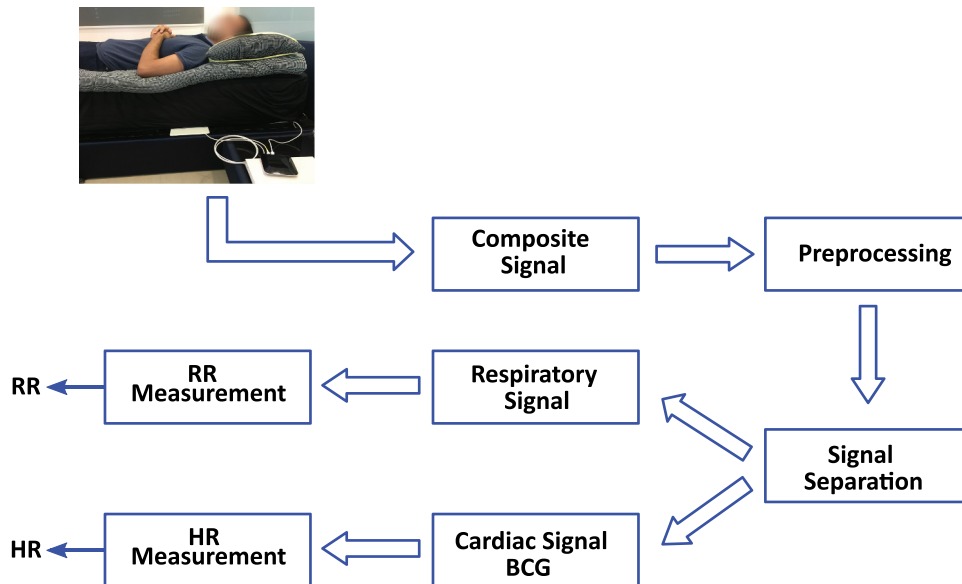 Composite
Signal
Preprocessing
RR
RR
Measurement
Respiratory
Signal
Signal
Separation
HR
HR
Measurement
Cardiac Signal
BCG